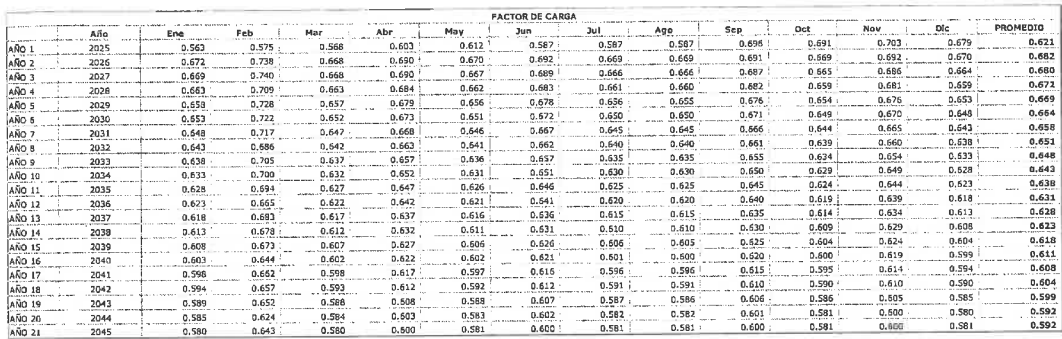 FACTOR DE CARGA
Año Ene Feb Mar Abr May Jun Jul Ago Sep Oct Nov Dic PROMEDIO
AÑO 1 2025 0.563 0.575 0.568 0.603 0.612 0.587 0.587 0.587 0.696 0.691 0.703 0.679 0.621
AÑO 2 2026 0.672 0.738 0.668 0.690 0.670 0.692 0.669 0.669 0.691 0.669 0.692 0.670 0.682
AÑO 3 2027 0.669 0.740 0.668 0.690 0.667 0.689 0.666 0.666 0.687 0.665 0.686 0.664 0.680
AÑO 4 2028 0.663 0.709 0.663 0.684 0.662 0.683 0.661 0.660 0.682 0.659 0.681 0.659 0.672
AÑO 5 2029 0.658 0.728 0.657 0.679 0.656 0.678 0.656 0.655 0.676 0.654 0.676 0.653 0.669
AÑO 6 2030 0.653 0.722 0.652 0.673 0.651 0.672 0.650 0.650 0.671 0.649 0.670 0.648 0.664
AÑO 7 2031 0.648 0.717 0.647 0.668 0.646 0.667 0.645 0.645 0.666 0.644 0.665 0.643 0.658
AÑO 8 2032 0.643 0.686 0.642 0.663 0.641 0.662 0.640 0.640 0.661 0.639 0.660 0.638 0.651
AÑO 9 2033 0.638 0.705 0.637 0.657 0.636 0.657 0.635 0.635 0.655 0.624 0.654 0.633 0.648
AÑO 10 2034 0.633 0.700 0.632 0.652 0.631 0.651 0.630 0.630 0.650 0.629 0.649 0.628 0.643
AÑO 11 2035 0.628 0.694 0.627 0.647 0.626 0.646 0.625 0.625 0.645 0.624 0.644 0.623 0.638
AÑO 12 2036 0.623 0.665 0.622 0.642 0.621 0.641 0.620 0.620 0.640 0.619 0.639 0.618 0.631
AÑO 13 2037 0.618 0.683 0.617 0.637 0.616 0.636 0.615 0.615 0.635 0.614 0.634 0.613 0.628
AÑO 14 2038 0.613 0.678 0.612 0.632 0.611 0.631 0.610 0.610 0.630 0.609 0.629 0.608 0.623
AÑO 15 2039 0.608 0.673 0.607 0.627 0.606 0.626 0.606 0.605 0.625 0.604 0.624 0.604 0.618
AÑO 16 2040 0.603 0.644 0.602 0.622 0.602 0.621 0.601 0.600 0.620 0.600 0.619 0.599 0.611
AÑO 17 2041 0.598 0.662 0.598 0.617 0.597 0.616 0.596 0.596 0.615 0.595 0.614 0.594 0.608
AÑO 18 2042 0.594 0.657 0.593 0.612 0.592 0.612 0.591 0.591 0.610 0.590 0.610 0.590 0.604
AÑO 19 2043 0.589 0.652 0.588 0.608 0.588 0.607 0.587 0.586 0.606 0.586 0.605 0.585 0.599
AÑO 20 2044 0.585 0.624 0.584 0.603 0.583 0.602 0.582 0.582 0.601 0.581 0.600 0.580 0.592
AÑO 21 2045 0.580 0.643 0.580 0.600 0.581 0.600 0.581 0.581 0.600 0.581 0.581 0.592